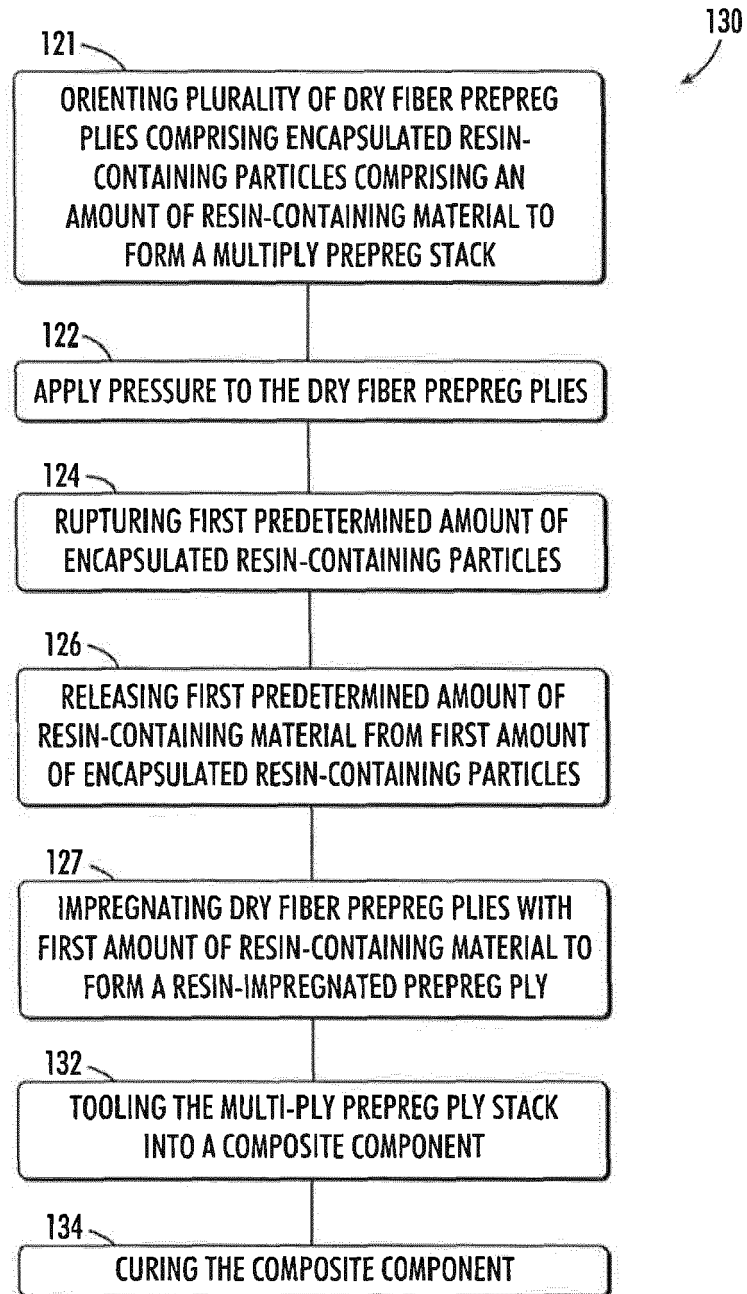 130
121
ORIENTING PLURALITY OF DRY FIBER PREPREG
PLIES COMPRISING ENCAPSULATED RESIN-
CONTAINING PARTICLES COMPRISING AN
AMOUNT OF RESIN-CONTAINING MATERIAL TO
FORM A MULTIPLY PREPREG STACK
122
APPLY PRESSURE TO THE DRY FIBER PREPREG PLIES
124
RUPTURING FIRST PREDETERMINED AMOUNT OF
ENCAPSULATED RESIN-CONTAINING PARTICLES
126
RELEASING FIRST PREDETERMINED AMOUNT OF
RESIN-CONTAINING MATERIAL FROM FIRST AMOUNT
OF ENCAPSULATED RESIN-CONTAINING PARTICLES
127
IMPREGNATING DRY FIBER PREPREG PLIES WITH
FIRST AMOUNT OF RESIN-CONTAINING MATERIAL TO
FORM A RESIN-IMPREGNATED PREPREG PLY
132
TOOLING THE MULTI-PLY PREPREG PLY STACK
INTO A COMPOSITE COMPONENT
134
CURING THE COMPOSITE COMPONENT